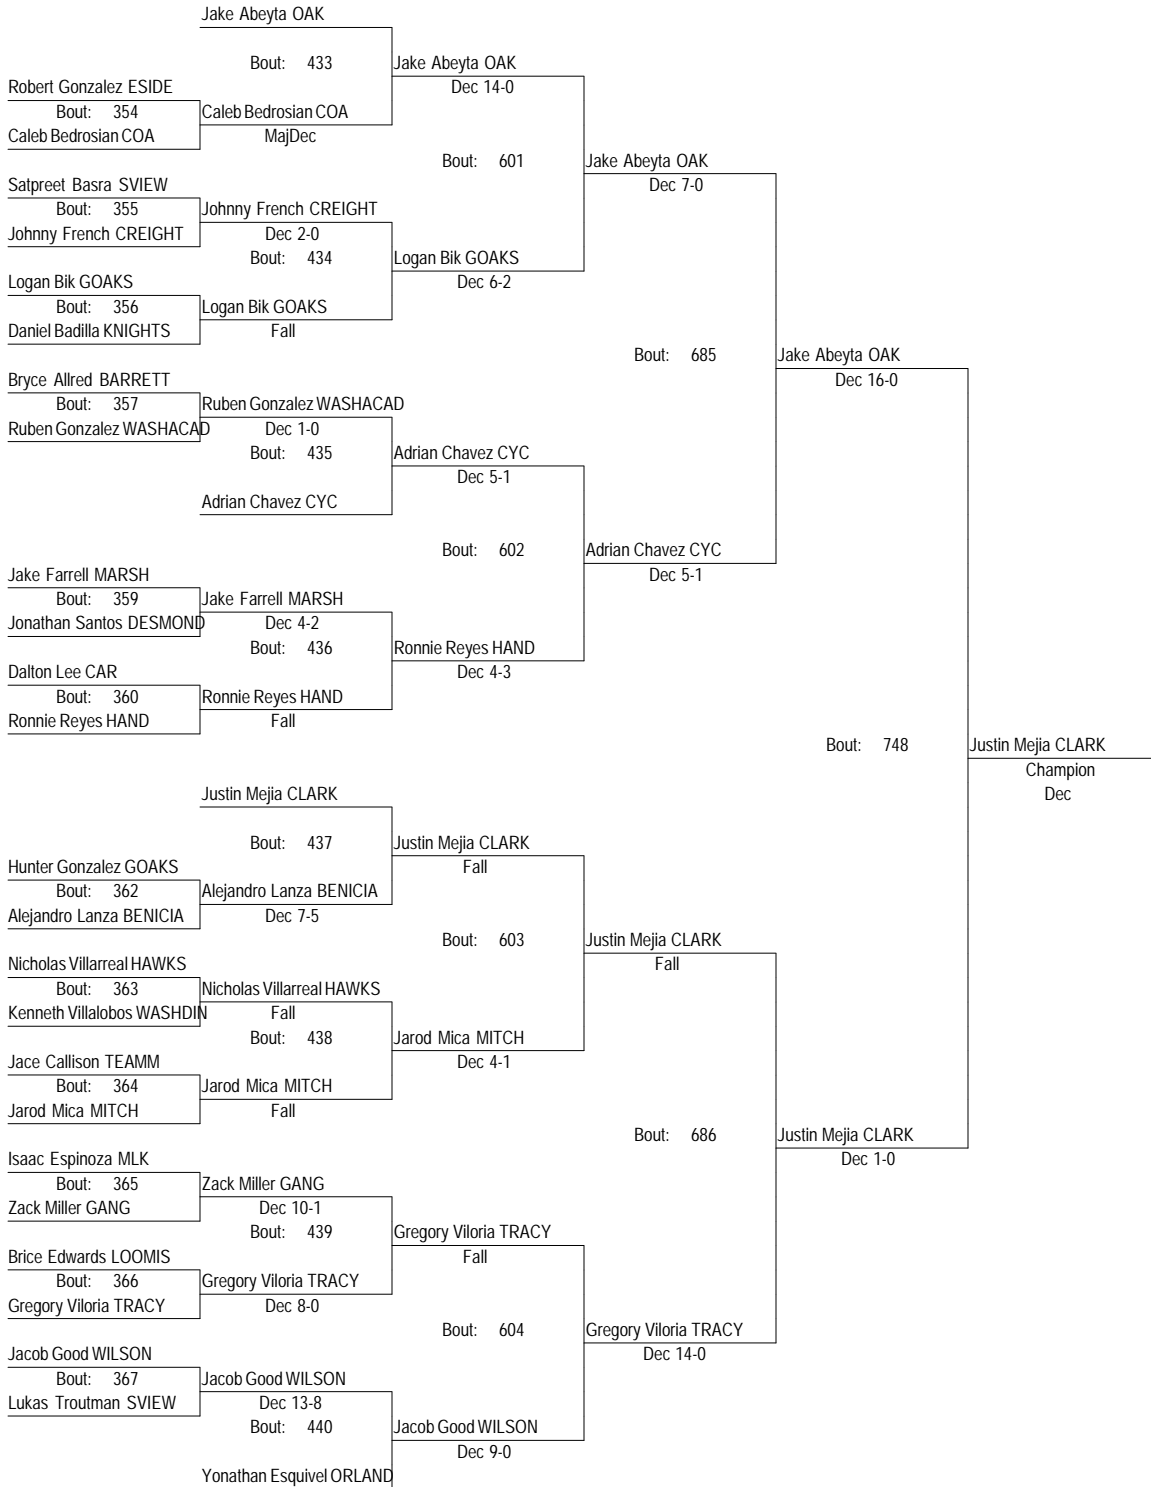 Jake Abeyta OAK
Bout: 433
Jake Abeyta OAK
Dec 14-0
Robert Gonzalez ESIDE
Bout: 354
Caleb Bedrosian COA
Caleb Bedrosian COA
MajDec
Bout: 601
Jake Abeyta OAK
Dec 7-0
Satpreet Basra SVIEW
Bout: 355
Johnny French CREIGHT
Johnny French CREIGHT
Dec 2-0
Bout: 434
Logan Bik GOAKS
Dec 6-2
Logan Bik GOAKS
Bout: 356
Logan Bik GOAKS
Daniel Badilla KNIGHTS
Fall
Bout: 685
Jake Abeyta OAK
Dec 16-0
Bryce Allred BARRETT
Bout: 357
Ruben Gonzalez WASHACAD
Ruben Gonzalez WASHACAD
Dec 1-0
Bout: 435
Adrian Chavez CYC
Dec 5-1
Adrian Chavez CYC
Bout: 602
Adrian Chavez CYC
Dec 5-1
Jake Farrell MARSH
Bout: 359
Jake Farrell MARSH
Jonathan Santos DESMOND
Dec 4-2
Bout: 436
Ronnie Reyes HAND
Dec 4-3
Dalton Lee CAR
Bout: 360
Ronnie Reyes HAND
Ronnie Reyes HAND
Fall
Bout: 748
Justin Mejia CLARK
Champion
Dec
Justin Mejia CLARK
Bout: 437
Justin Mejia CLARK
Fall
Hunter Gonzalez GOAKS
Bout: 362
Alejandro Lanza BENICIA
Alejandro Lanza BENICIA
Dec 7-5
Bout: 603
Justin Mejia CLARK
Fall
Nicholas Villarreal HAWKS
Bout: 363
Nicholas Villarreal HAWKS
Kenneth Villalobos WASHDIN
Fall
Bout: 438
Jarod Mica MITCH
Dec 4-1
Jace Callison TEAMM
Bout: 364
Jarod Mica MITCH
Jarod Mica MITCH
Fall
Bout: 686
Justin Mejia CLARK
Dec 1-0
Isaac Espinoza MLK
Bout: 365
Zack Miller GANG
Zack Miller GANG
Dec 10-1
Bout: 439
Gregory Viloria TRACY
Fall
Brice Edwards LOOMIS
Bout: 366
Gregory Viloria TRACY
Gregory Viloria TRACY
Dec 8-0
Bout: 604
Gregory Viloria TRACY
Dec 14-0
Jacob Good WILSON
Bout: 367
Jacob Good WILSON
Lukas Troutman SVIEW
Dec 13-8
Bout: 440
Jacob Good WILSON
Dec 9-0
Yonathan Esquivel ORLAND